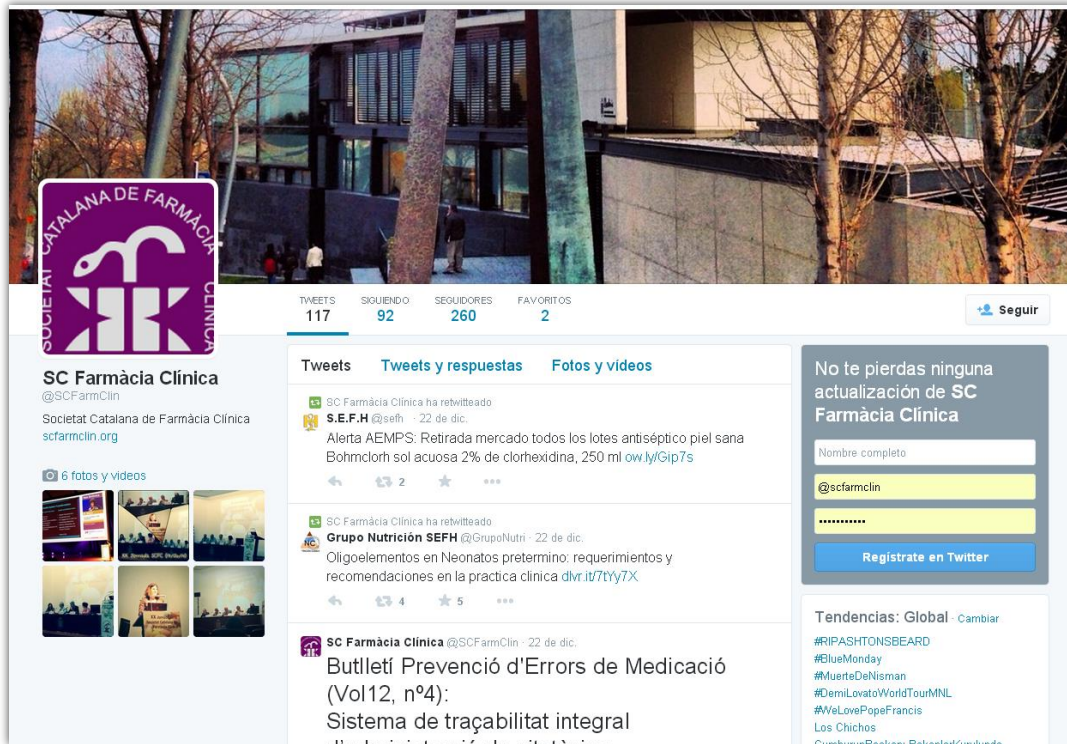 SOCIETAT CATALANA DE FARMÀCIA CLÍNICA
TWEETS
117
SIGUIENDO
92
SEGUIDORES
260
FAVORITOS
2
Seguir
SC Farmàcia Clínica
@SCFarmClin
Societat Catalana de Farmàcia Clínica
scfarmclin.org
6 fotos y videos
Tweets Tweets y respuestas Fotos y vídeos
SC Farmàcia Clínica ha retwitteado
S.E.F.H @sefh · 22 de dic.
Alerta AEMPS: Retirada mercado todos los lotes antiséptico piel sana
Bohmclorh sol acuosa 2% de clorhexidina, 250 ml ow.ly/Gip7s
2
SC Farmàcia Clínica ha retwitteado
Grupo Nutrición SEFH @GrupoNutri · 22 de dic.
Oligoelementos en Neonatos pretermino: requerimientos y
recomendaciones en la practica clinica dlvr.it/7tYy7X
4 5
SC Farmàcia Clínica @SCFarmClin · 22 de dic.
Butlletí Prevenció d'Errors de Medicació
(Vol12, nº4):
Sistema de traçabilitat integral
No te pierdas ninguna
actualización de SC
Farmàcia Clínica
Nombre completo
@scfarmclin
Regístrate en Twitter
Tendencias: Global · Cambiar
#RIPASHTONSBEARD
#BlueMonday
#MuerteDeNisman
#DemiLovatoWorldTourMNL
#WeLovePopeFrancis
Los Chichos